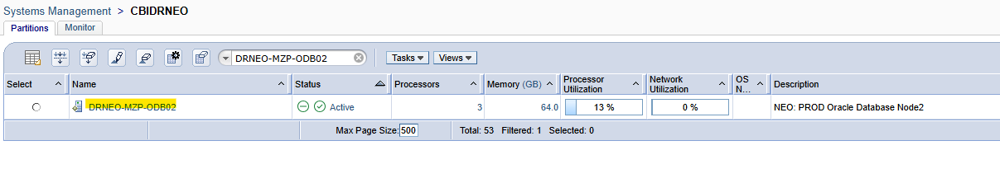 Systems Management > CBIDRNEO
Partitions Monitor
DRNEO-MZP-ODB02 Tasks Views
Select Name Status Processors Memory (GB) Processor Utilization Network Utilization OS N... Description
DRNEO-MZP-ODB02 Active 3 64.0 13 % 0 % NEO: PROD Oracle Database Node2
Max Page Size: 500 Total: 53 Filtered: 1 Selected: 0